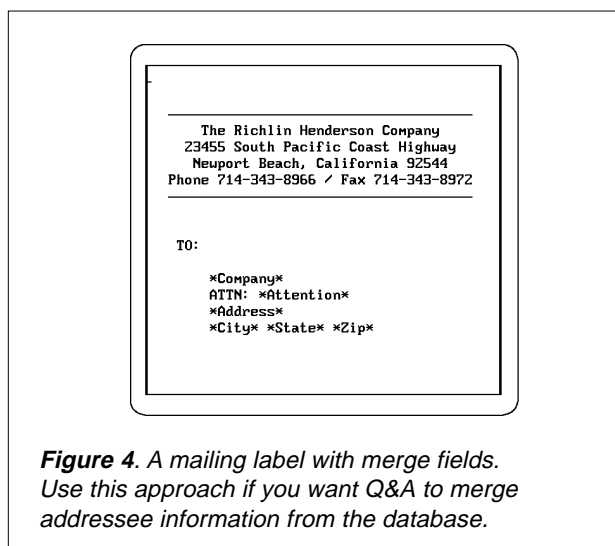 The Richlin Henderson Company
23455 South Pacific Coast Highway
Newport Beach, California 92544
Phone 714-343-8966 / Fax 714-343-8972
TO:
*Company*
ATTN: *Attention*
*Address*
*City* *State* *Zip*
Figure 4. A mailing label with merge fields.
Use this approach if you want Q&A to merge
addressee information from the database.